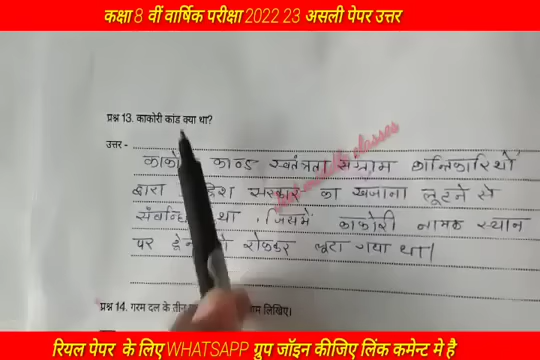 कक्षा 8 वीं वार्षिक परीक्षा 2022 23 असली पेपर उत्तर
प्रश्न 13. काकोरी कांड क्या था?
उत्तर -
काको काण्ड स्वतंत्रता संग्राम क्रान्तिकारियों
द्वारा सरकार का खजाना लूटने से
था । जिसमें काकोरी नामक स्थान
पर रोककर लूटा गया था।
प्रश्न 14. गरम दल के तीन लिखिए।
रियल पेपर के लिए WHATSAPP ग्रुप जॉइन कीजिए लिंक कमेन्ट मे है